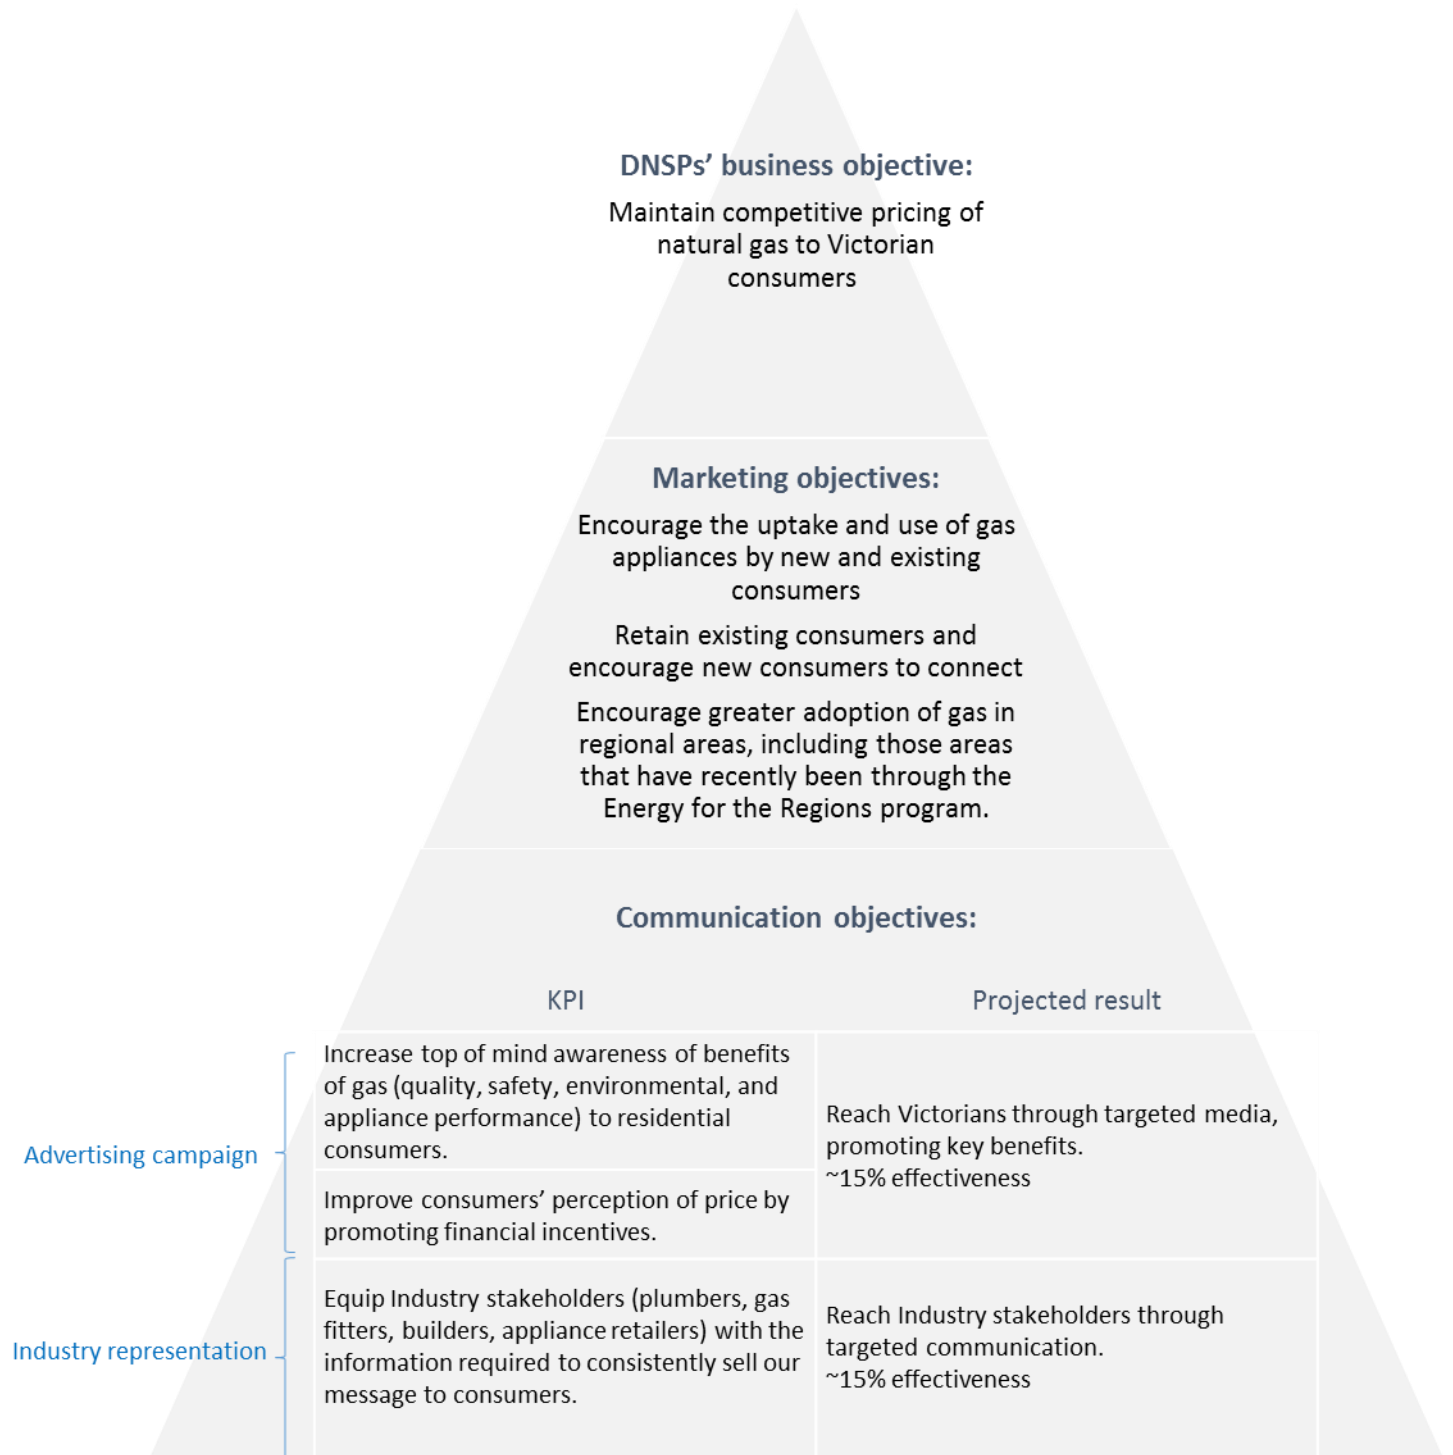 DNSPs’ business objective:
Maintain competitive pricing of
natural gas to Victorian
consumers
Marketing objectives:
Encourage the uptake and use of gas
appliances by new and existing
consumers
Retain existing consumers and
encourage new consumers to connect
Encourage greater adoption of gas in
regional areas, including those areas
that have recently been through the
Energy for the Regions program.
Communication objectives:
KPI
Projected result
Advertising campaign
Increase top of mind awareness of benefits
of gas (quality, safety, environmental, and
appliance performance) to residential
consumers.
Improve consumers’ perception of price by
promoting financial incentives.
Reach Victorians through targeted media,
promoting key benefits.
~15% effectiveness
Industry representation
Equip Industry stakeholders (plumbers, gas
fitters, builders, appliance retailers) with the
information required to consistently sell our
message to consumers.
Reach Industry stakeholders through
targeted communication.
~15% effectiveness